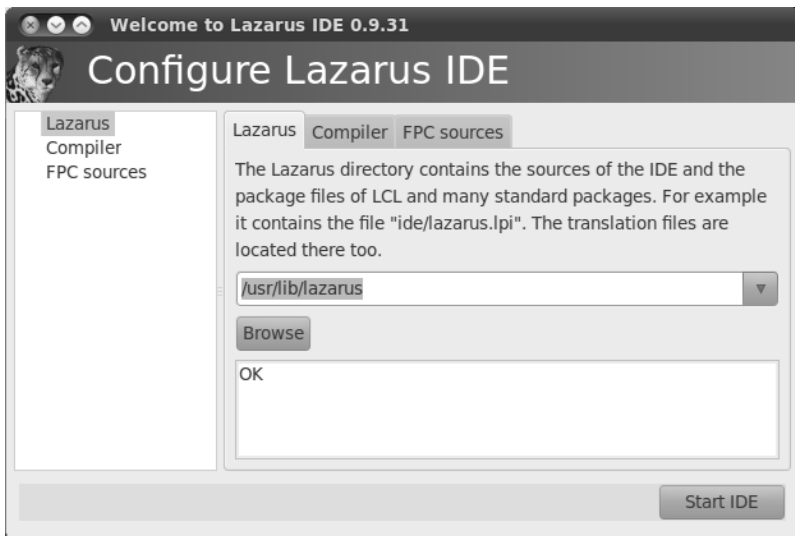 Welcome to Lazarus IDE 0.9.31
Configure Lazarus IDE
Lazarus
Compiler
FPC sources
Lazarus Compiler FPC sources
The Lazarus directory contains the sources of the IDE and the
package files of LCL and many standard packages. For example
it contains the file "ide/lazarus.lpi". The translation files are
located there too.
/usr/lib/lazarus
Browse
OK
Start IDE